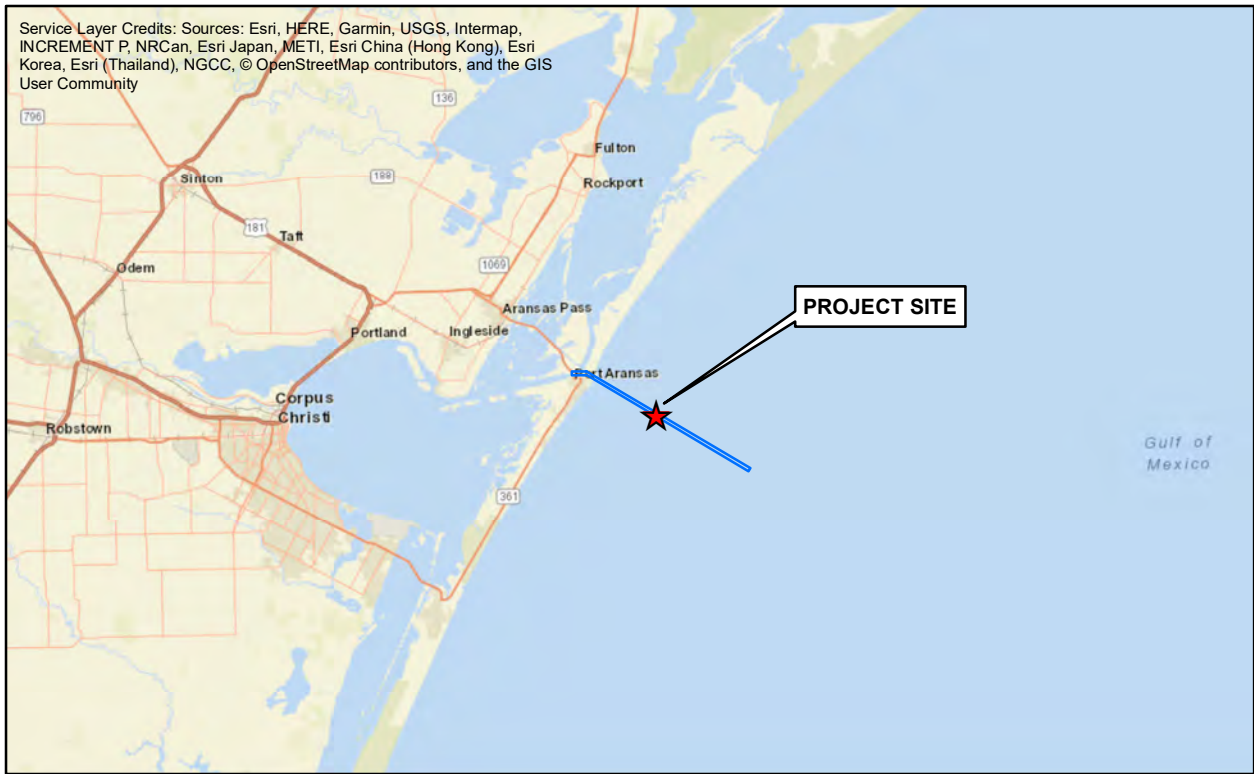 Service Layer Credits: Sources: Esri, HERE, Garmin, USGS, Intermap,
INCREMENT P, NRCan, Esri Japan, METI, Esri China (Hong Kong), Esri
Korea, Esri (Thailand), NGCC, © OpenStreetMap contributors, and the GIS
User Community
136
796
Fulton
Sinton
188
Rockport
181
Taft
Odem
1069
Aransas Pass
PROJECT SITE
Portland
Ingleside
Port Aransas
Corpus
Christi
Robstown
Gulf of
Mexico
361